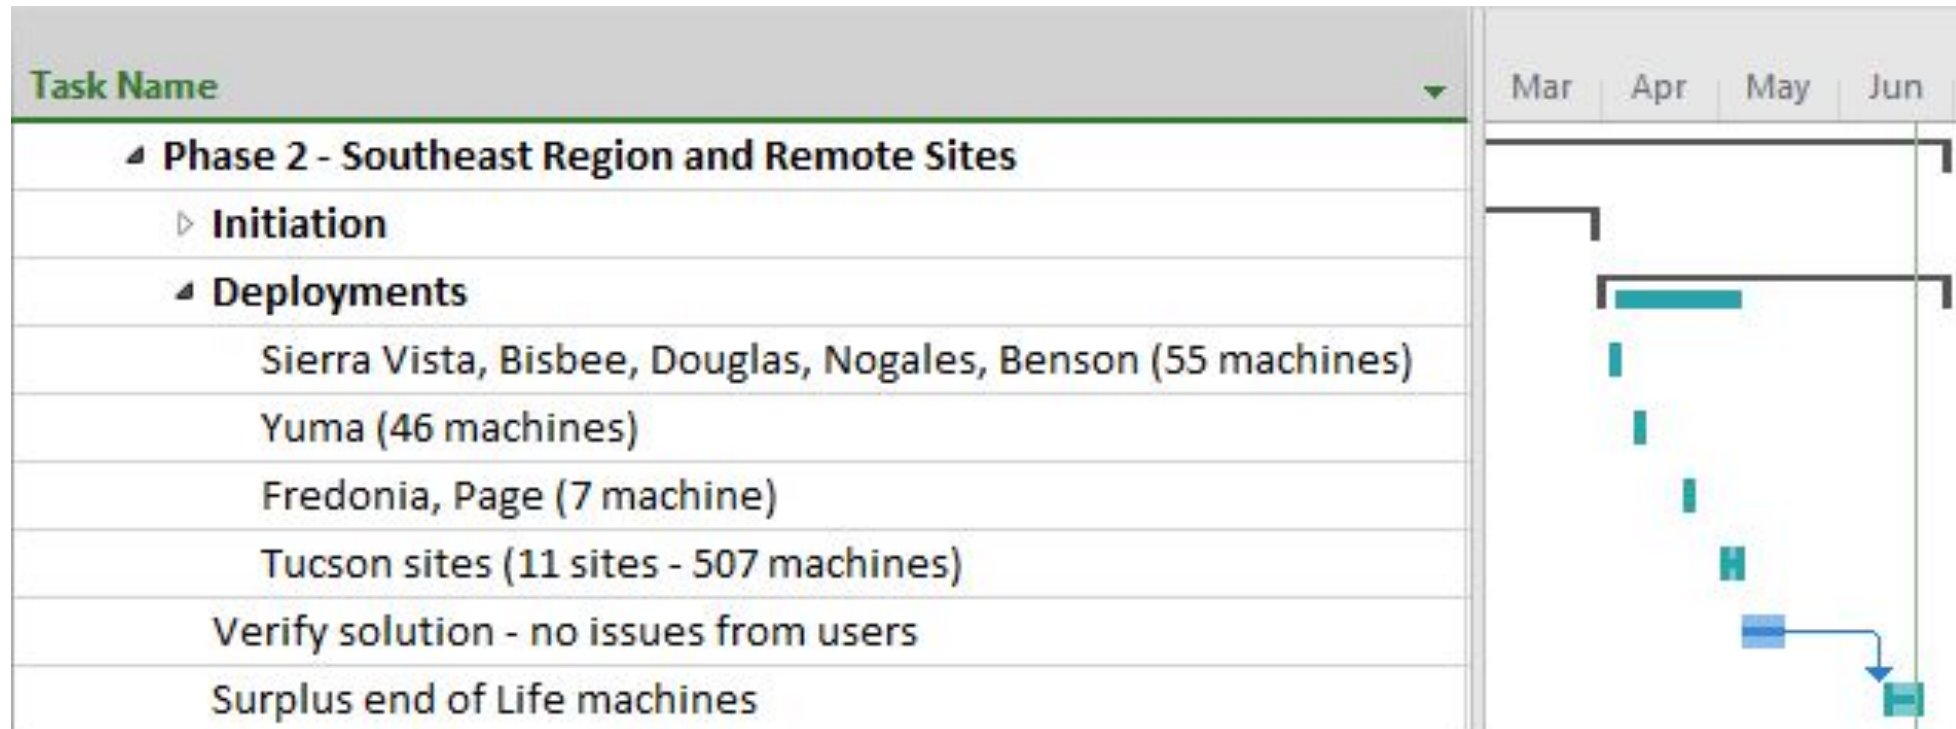 Task Name Mar Apr May Jun
Phase 2 - Southeast Region and Remote Sites
Initiation
Deployments
Sierra Vista, Bisbee, Douglas, Nogales, Benson (55 machines)
Yuma (46 machines)
Fredonia, Page (7 machine)
Tucson sites (11 sites - 507 machines)
Verify solution - no issues from users
Surplus end of Life machines